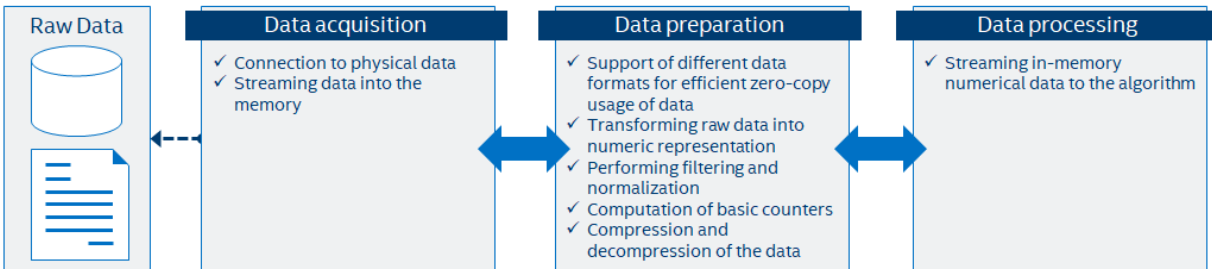 Raw Data
Data acquisition
✓ Connection to physical data
✓ Streaming data into the
memory
Data preparation
✓ Support of different data
formats for efficient zero-copy
usage of data
✓ Transforming raw data into
numeric representation
✓ Performing filtering and
normalization
✓ Computation of basic counters
✓ Compression and
decompression of the data
Data processing
✓ Streaming in-memory
numerical data to the algorithm